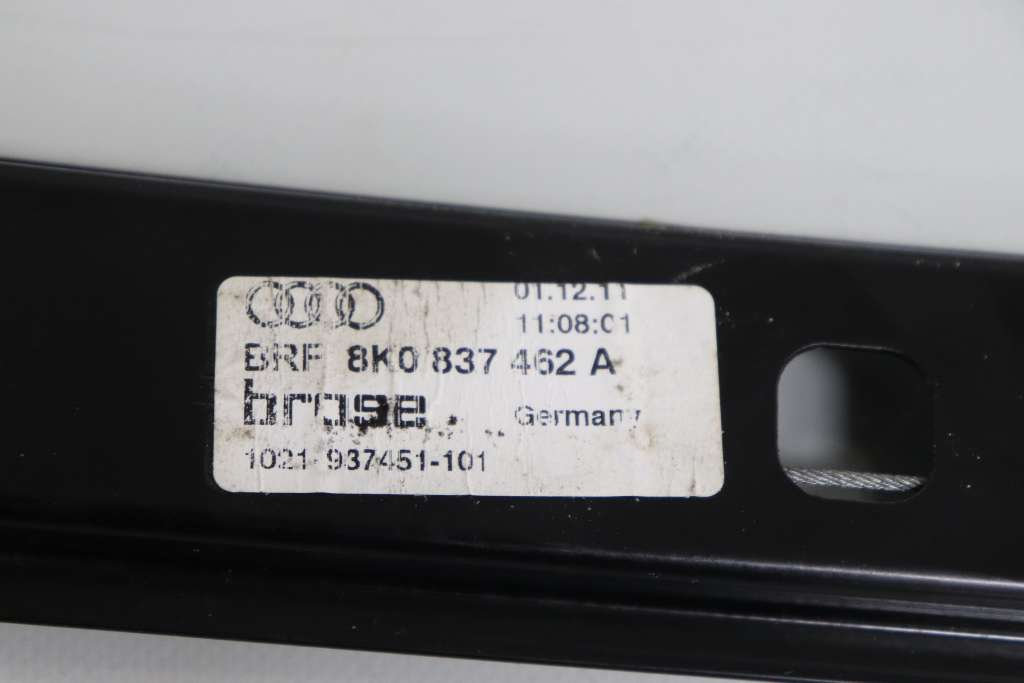 01.12.11
11:08:01
BRF 8K0 837 462 A
brose. Germany
1021-937451-101